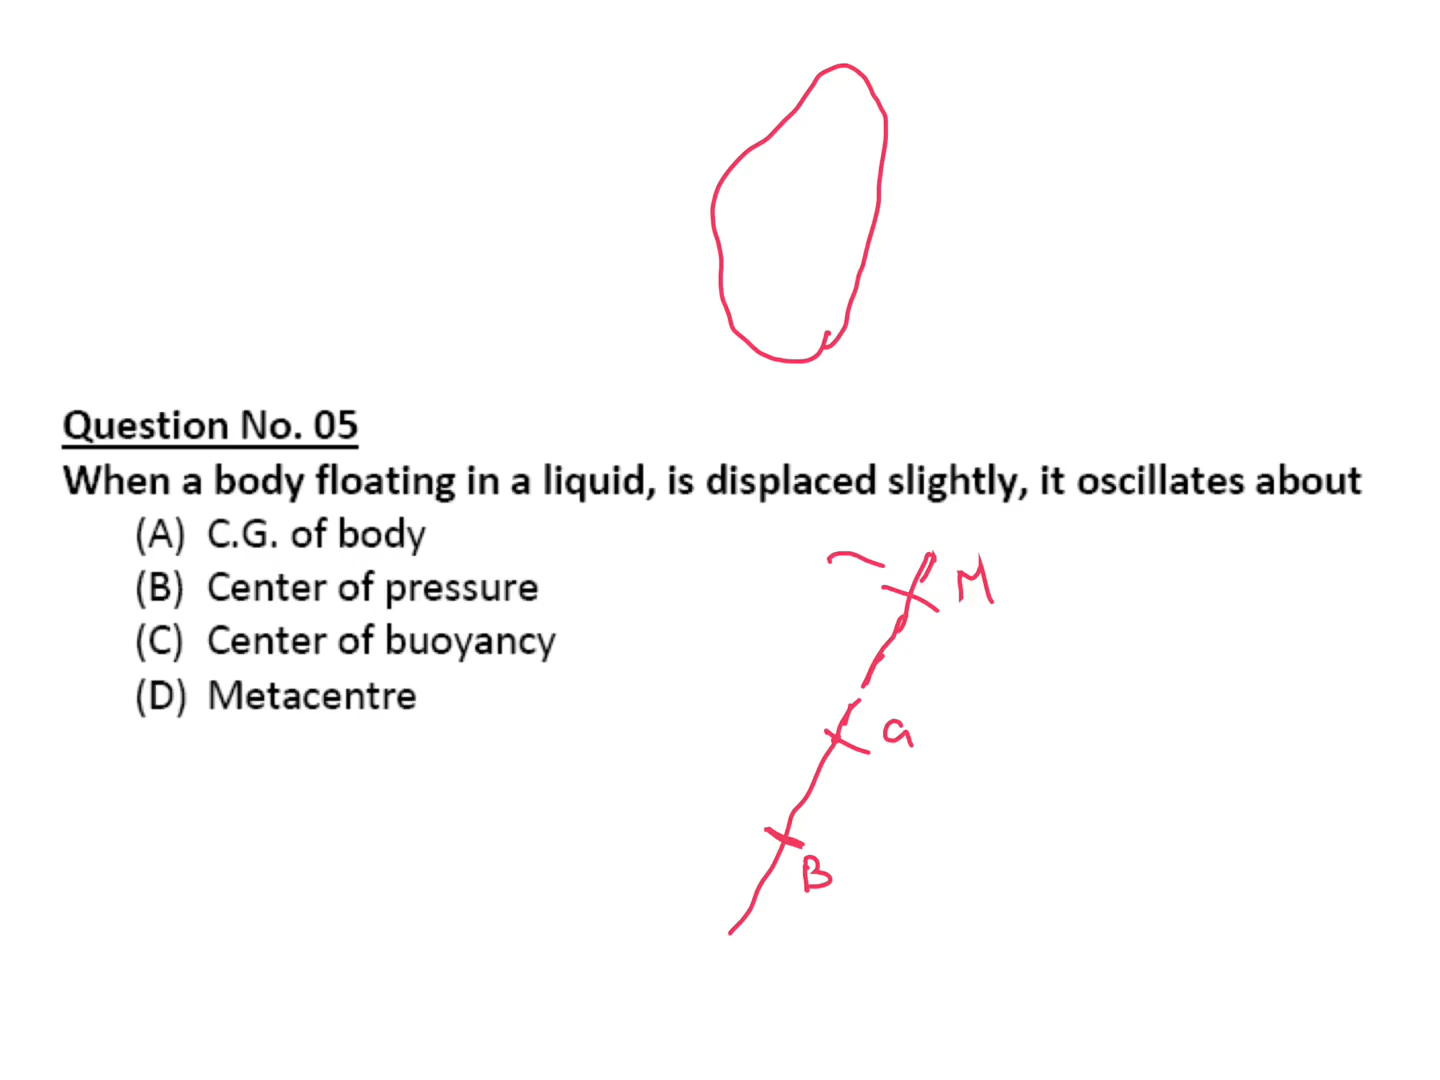 Question No. 05
When a body floating in a liquid, is displaced slightly, it oscillates about
(A) C.G. of body
(B) Center of pressure
(C) Center of buoyancy
(D) Metacentre
M
G
B